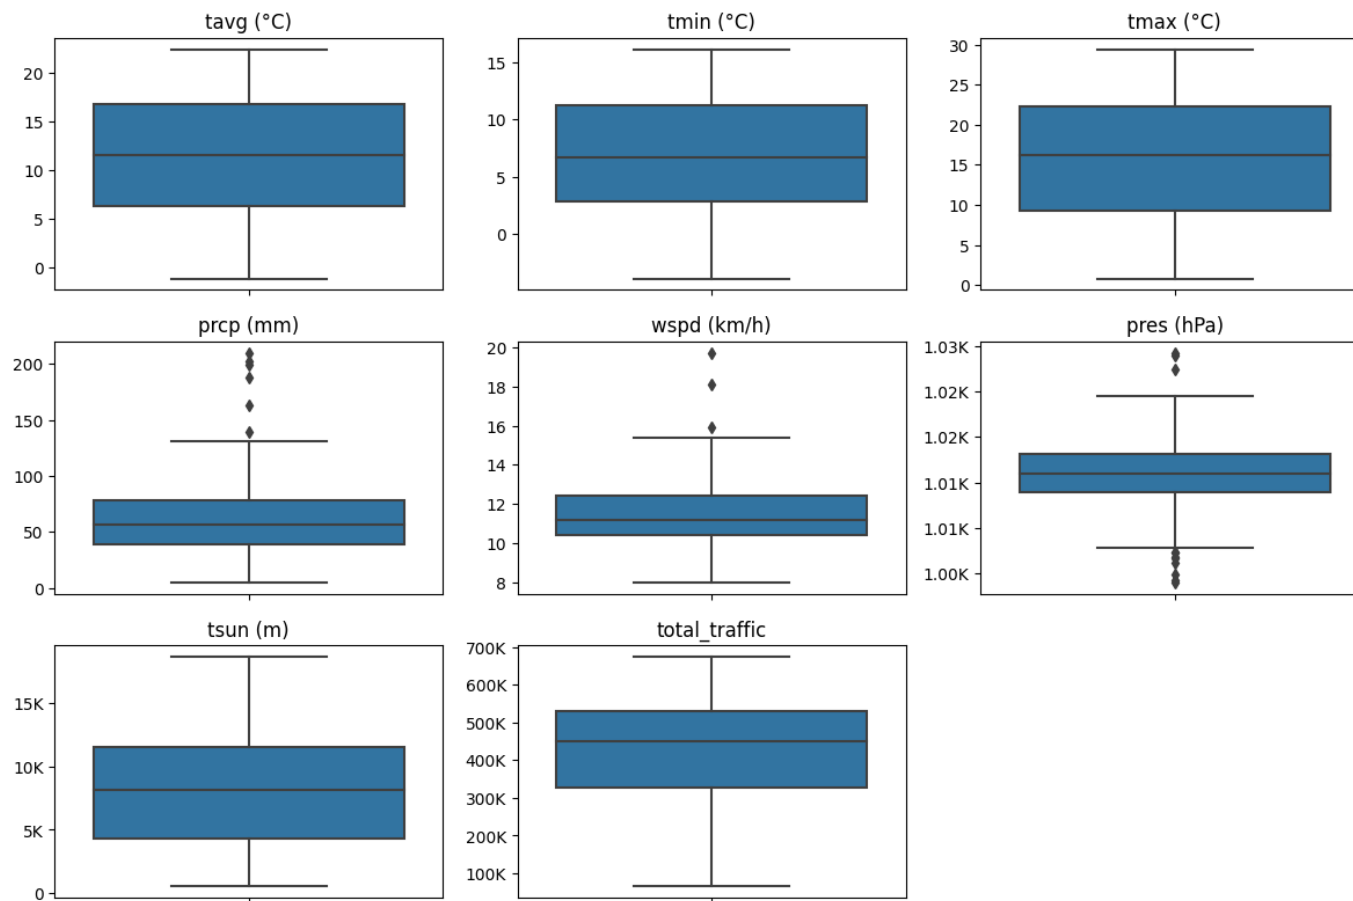 tavg (°C) tmin (°C) tmax (°C)
20
15
10
5
0
15
10
5
0
30
25
20
15
10
5
0
prcp (mm) wspd (km/h) pres (hPa)
200
150
100
50
0
20
18
16
14
12
10
8
1.03K
1.02K
1.02K
1.01K
1.01K
1.00K
tsun (m) total_traffic
15K
10K
5K
0
700K
600K
500K
400K
300K
200K
100K